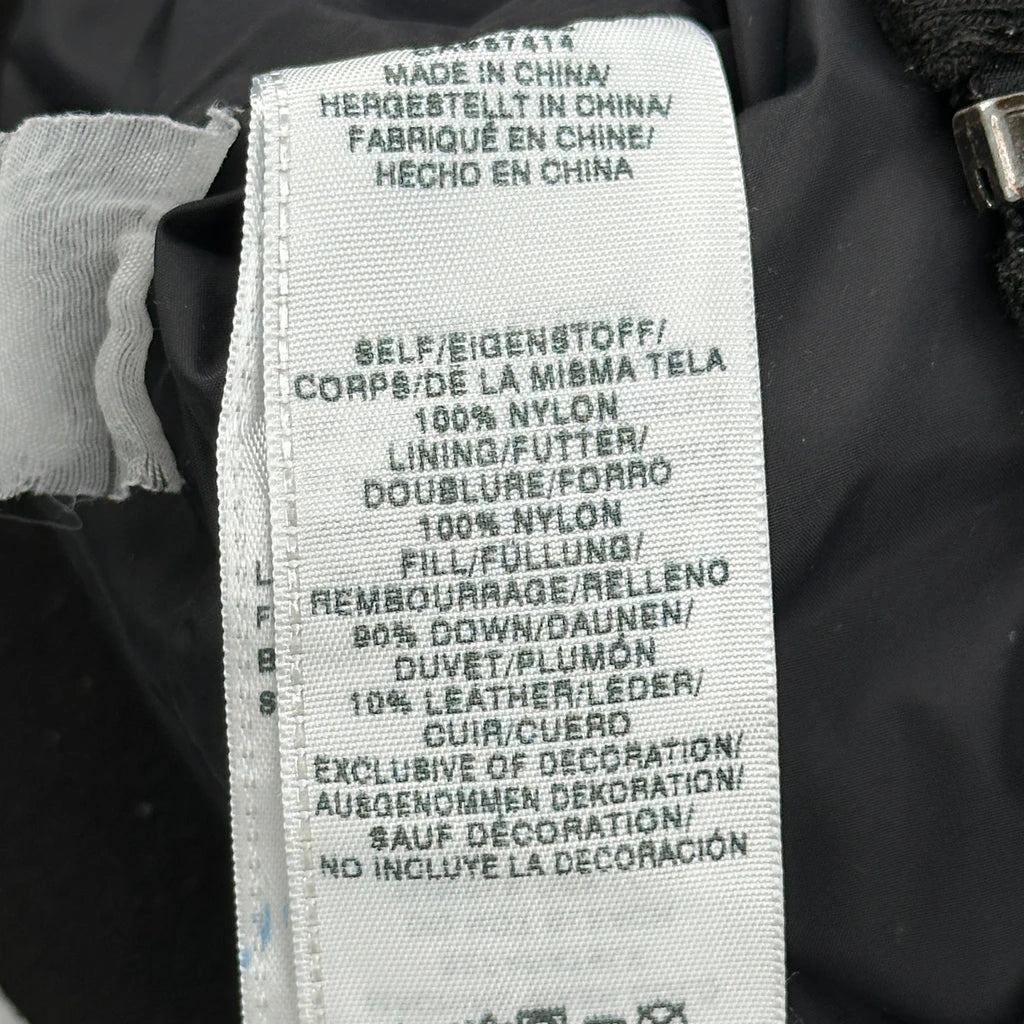 MADE IN CHINA/
HERGESTELLT IN CHINA/
FABRIQUÉ EN CHINE/
HECHO EN CHINA
SELF/EIGENSTOFF/
CORPS/DE LA MISMA TELA
100% NYLON
LINING/FUTTER/
DOUBLURE/FORRO
100% NYLON
FILL/FÜLLUNG/
REMBOURRAGE/RELLENO
90% DOWN/DAUNEN/
DUVET/PLUMÓN
10% LEATHER/LEDER/
CUIR/CUERO
EXCLUSIVE OF DECORATION/
AUSGENOMMEN DEKORATION/
SAUF DÉCORATION/
NO INCLUYE LA DECORACIÓN
L
F
B
S